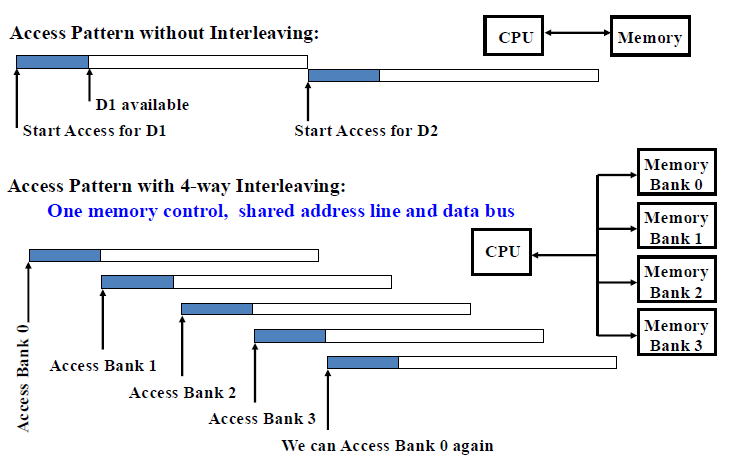 Access Pattern without Interleaving:
CPU
Memory
D1 available
Start Access for D1
Start Access for D2
Access Pattern with 4-way Interleaving:
One memory control, shared address line and data bus
CPU
Memory
Bank 0
Memory
Bank 1
Memory
Bank 2
Memory
Bank 3
Access Bank 0
Access Bank 1
Access Bank 2
Access Bank 3
We can Access Bank 0 again